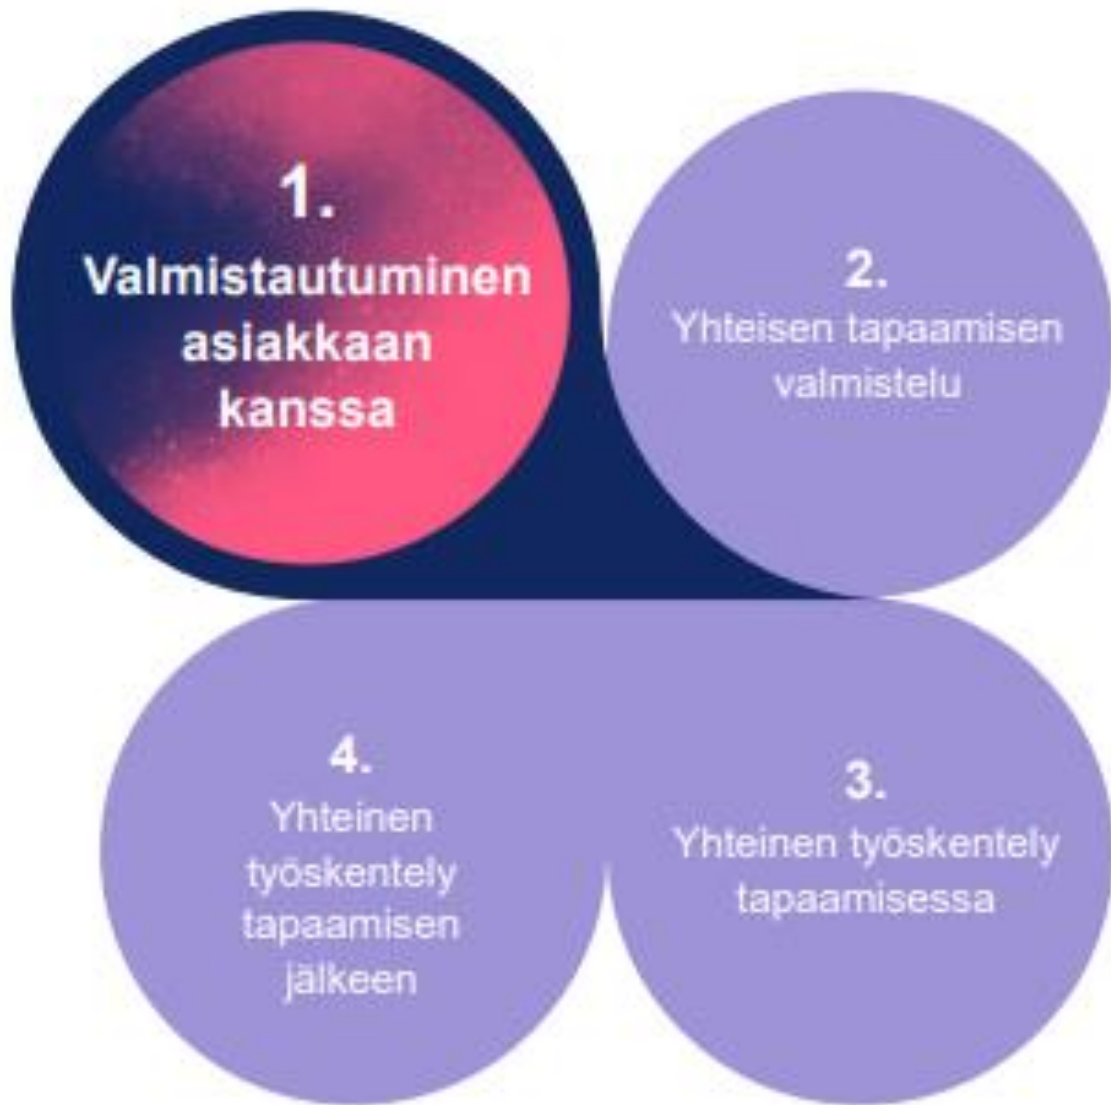 1.
Valmistautuminen
asiakkaan
kanssa
2.
Yhteisen tapaamisen
valmistelu
3.
Yhteinen työskentely
tapaamisessa
4.
Yhteinen
työskentely
tapaamisen
jälkeen